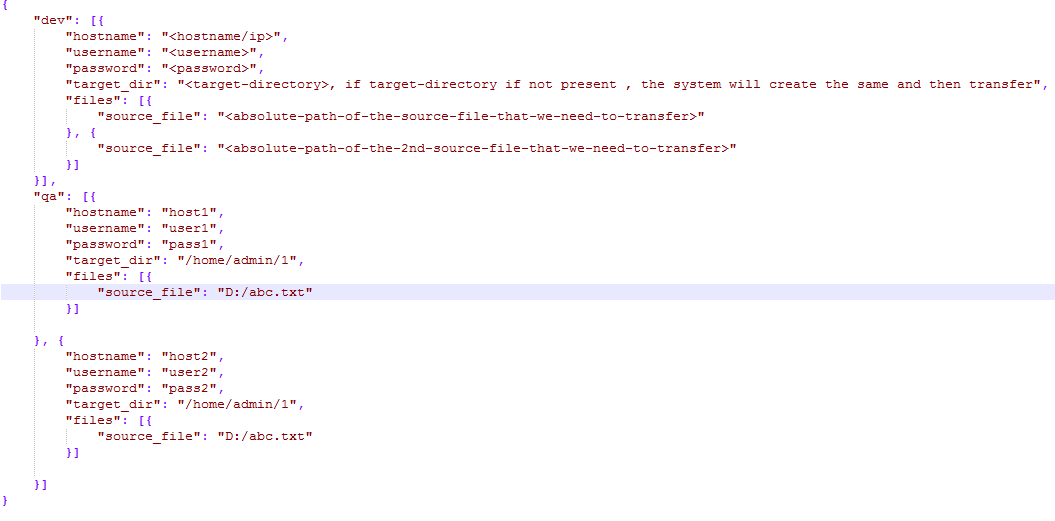 {
"dev": [{
"hostname": "<hostname/ip>",
"username": "<username>",
"password": "<password>",
"target_dir": "<target-directory>, if target-directory if not present , the system will create the same and then transfer",
"files": [{
"source_file": "<absolute-path-of-the-source-file-that-we-need-to-transfer>"
}, {
"source_file": "<absolute-path-of-the-2nd-source-file-that-we-need-to-transfer>"
}]
}],
"qa": [{
"hostname": "host1",
"username": "user1",
"password": "pass1",
"target_dir": "/home/admin/1",
"files": [{
"source_file": "D:/abc.txt"
}]
}, {
"hostname": "host2",
"username": "user2",
"password": "pass2",
"target_dir": "/home/admin/1",
"files": [{
"source_file": "D:/abc.txt"
}]
}]
}